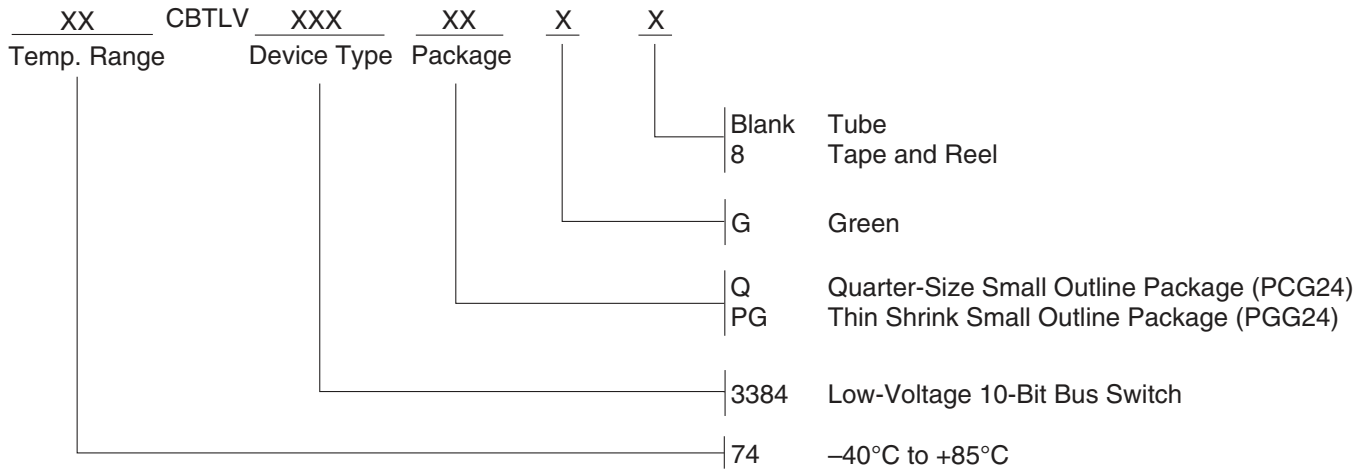 XX CBTLV XXX XX X X
Temp. Range Device Type Package
Blank Tube
8 Tape and Reel
G Green
Q Quarter-Size Small Outline Package (PCG24)
PG Thin Shrink Small Outline Package (PGG24)
3384 Low-Voltage 10-Bit Bus Switch
74 –40°C to +85°C